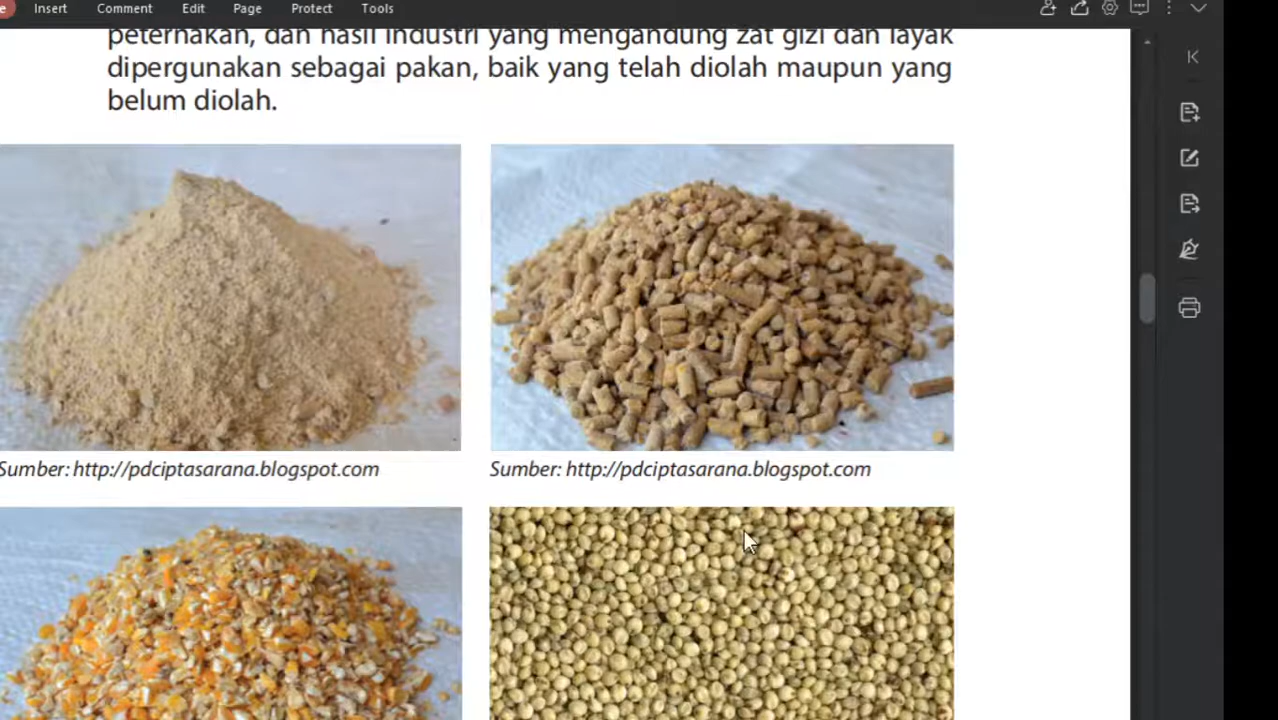 Insert Comment Edit Page Protect Tools
peternakan, dan hasil industri yang mengandung zat gizi dan layak
dipergunakan sebagai pakan, baik yang telah diolah maupun yang
belum diolah.
Sumber: http://pdciptasarana.blogspot.com
Sumber: http://pdciptasarana.blogspot.com